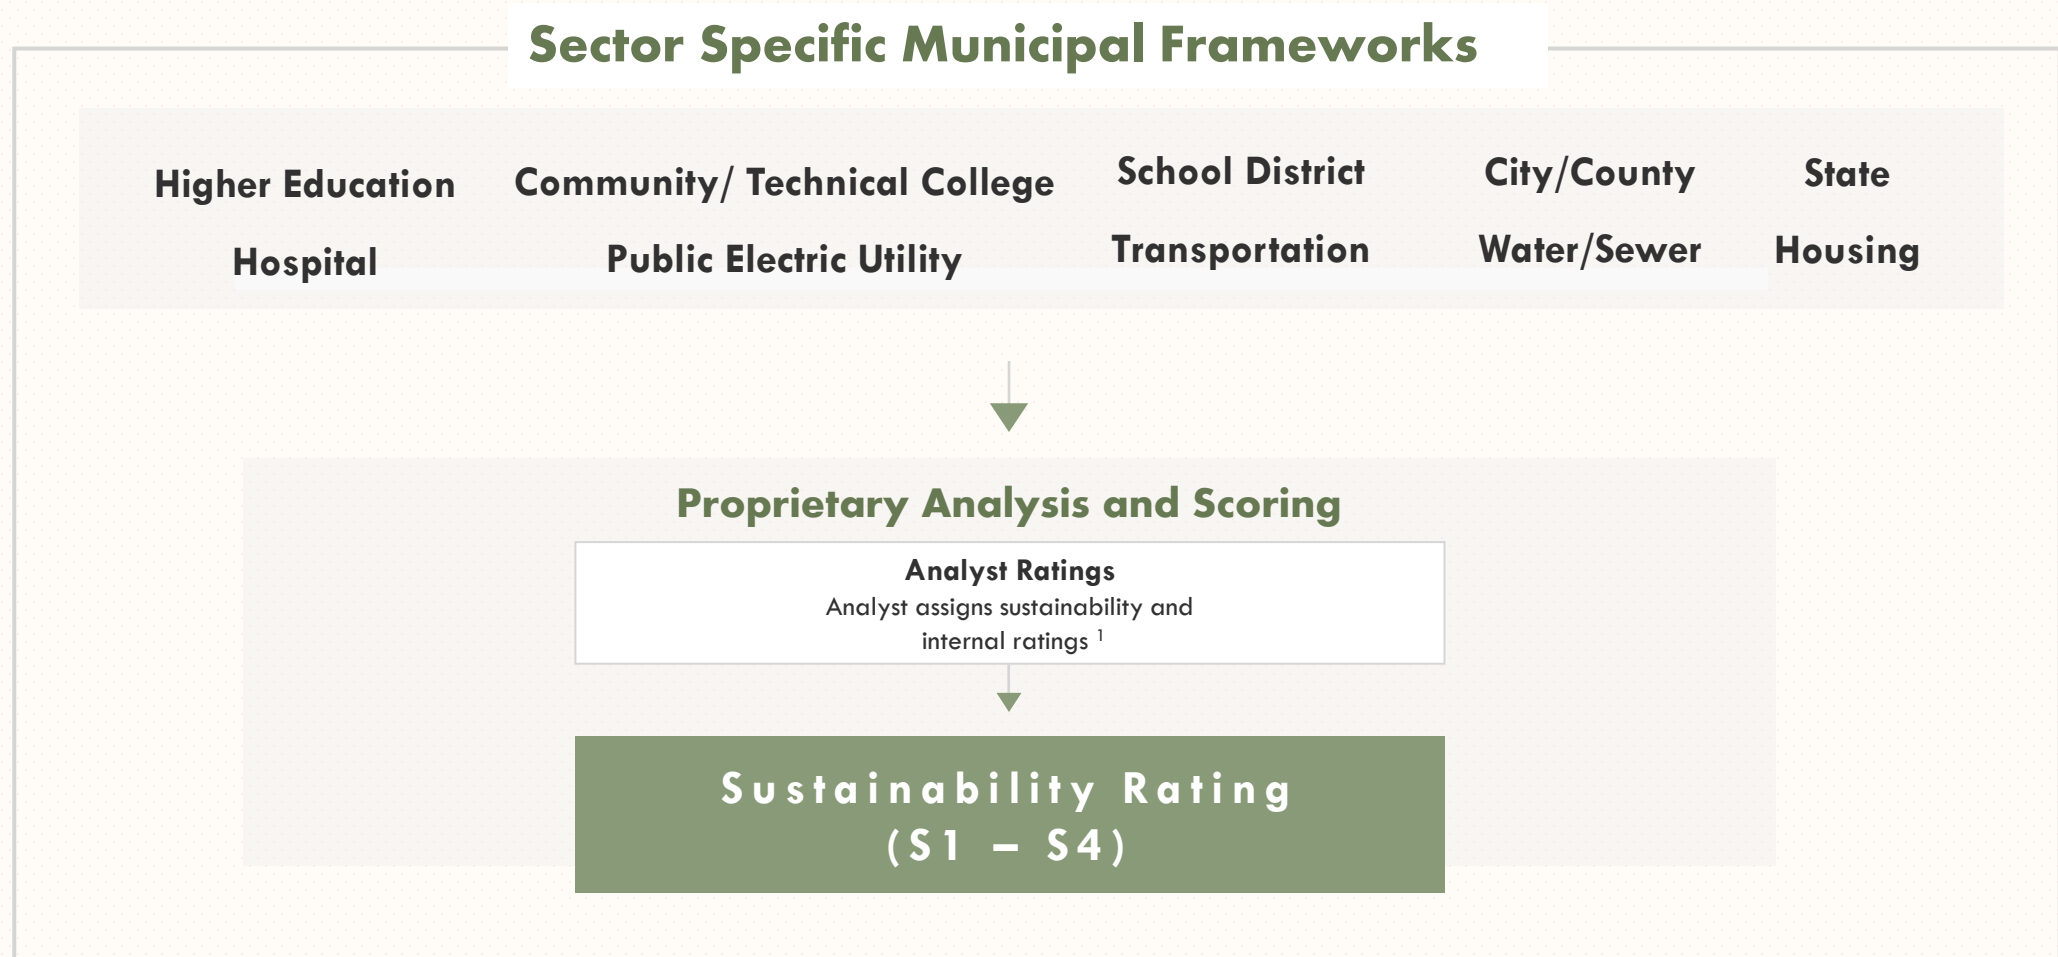 Sector Specific Municipal Frameworks
Higher Education
Community/ Technical College
School District
City/County
State
Hospital
Public Electric Utility
Transportation
Water/Sewer
Housing
Proprietary Analysis and Scoring
Analyst Ratings
Analyst assigns sustainability and
internal ratings 1
Sustainability Rating
(S1 – S4)